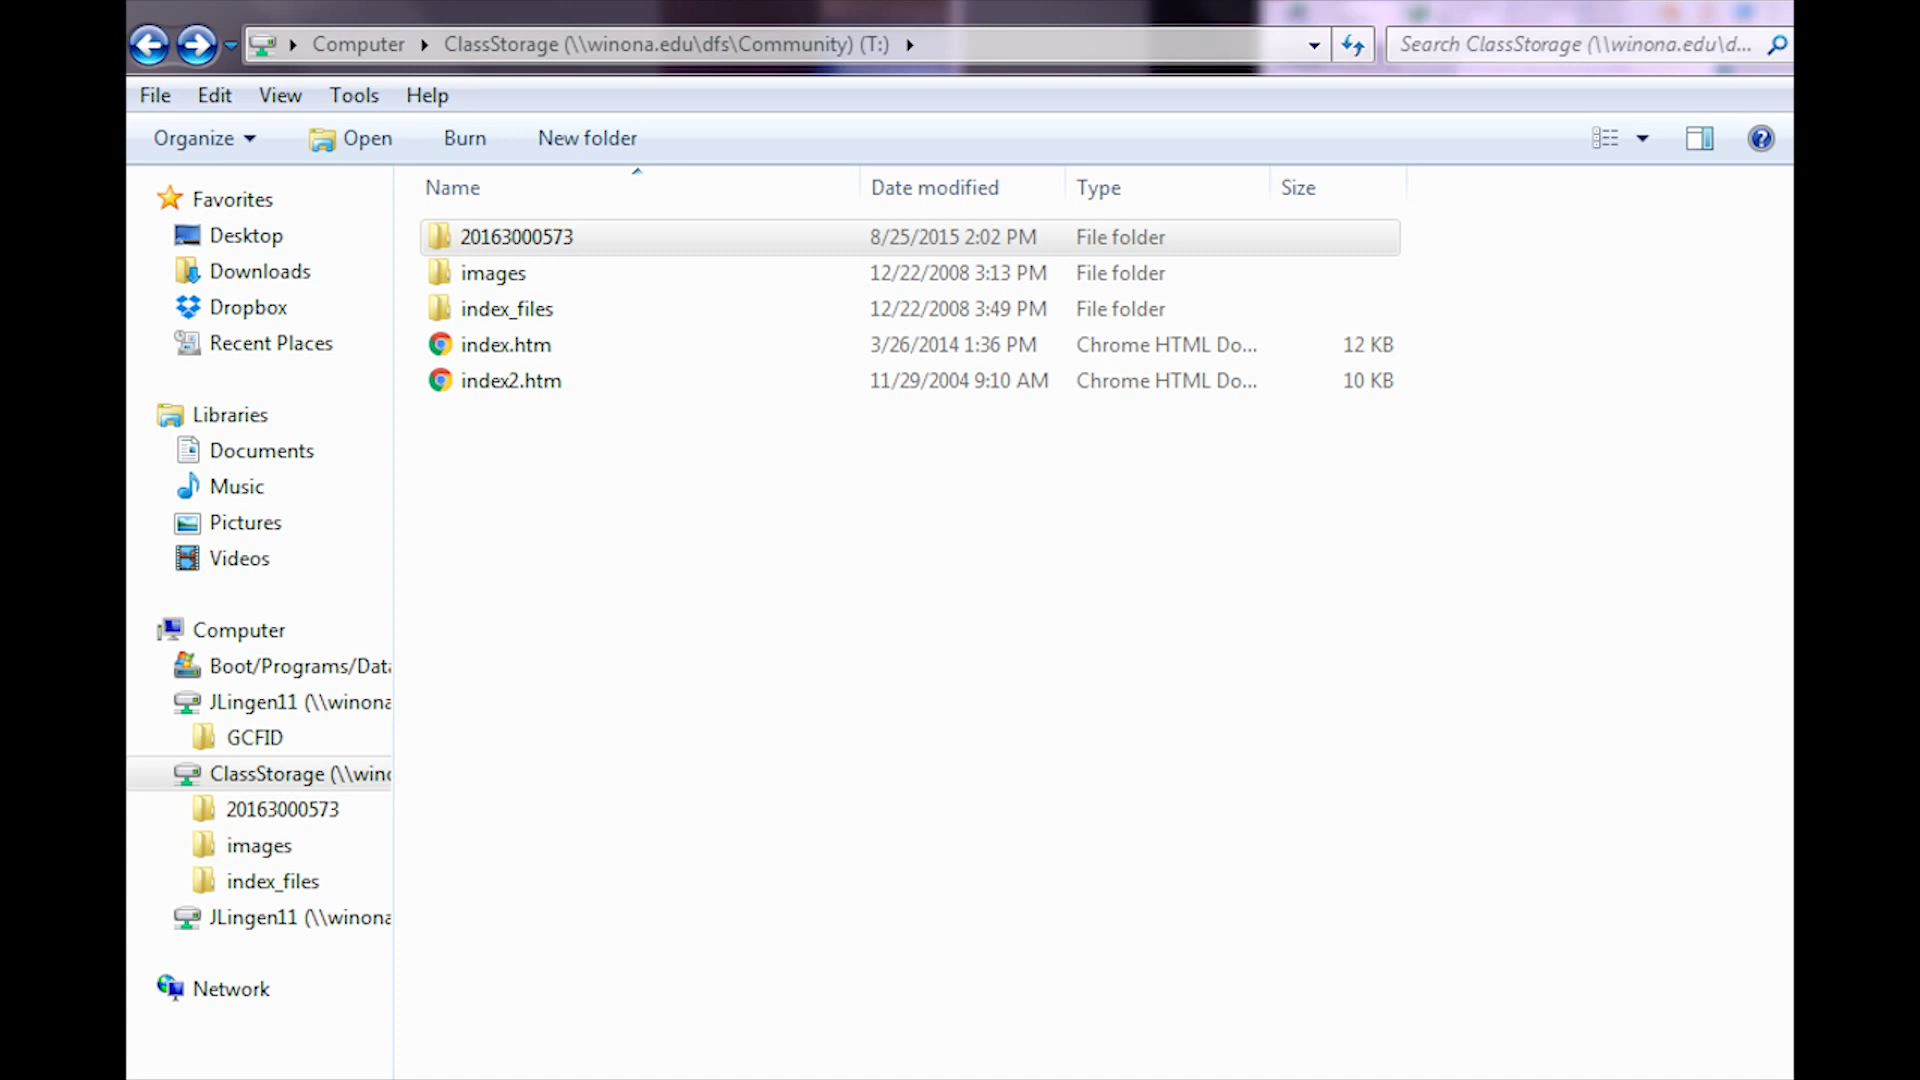 Computer ClassStorage (\\winona.edu\dfs\Community) (T:)
Search ClassStorage (\\winona.edu\d...
File Edit View Tools Help
Organize Open Burn New folder
Name Date modified Type Size
20163000573 8/25/2015 2:02 PM File folder
images 12/22/2008 3:13 PM File folder
index_files 12/22/2008 3:49 PM File folder
index.htm 3/26/2014 1:36 PM Chrome HTML Do... 12 KB
index2.htm 11/29/2004 9:10 AM Chrome HTML Do... 10 KB
Favorites
Desktop
Downloads
Dropbox
Recent Places
Libraries
Documents
Music
Pictures
Videos
Computer
Boot/Programs/Data
JLingen11 (\\winona
GCFID
ClassStorage (\\wino
20163000573
images
index_files
JLingen11 (\\winona
Network